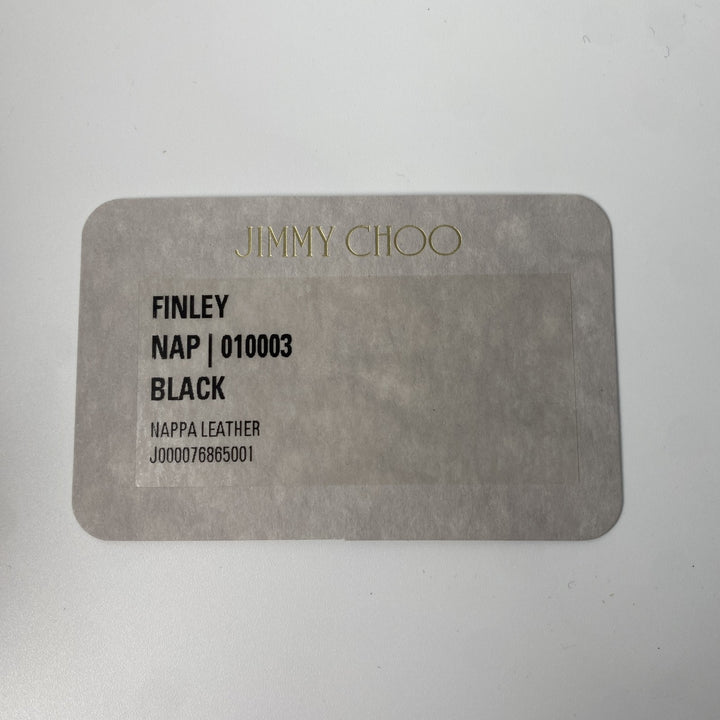 JIMMY CHOO
FINLEY
NAP | 010003
BLACK
NAPPA LEATHER
J000076865001